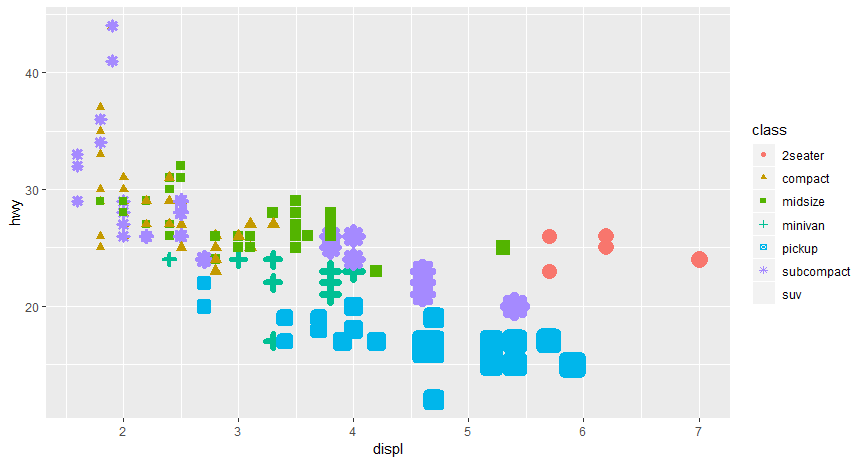 hwy
40
30
20
2
3
4
5
6
7
displ
class
2seater
compact
midsize
minivan
pickup
subcompact
suv